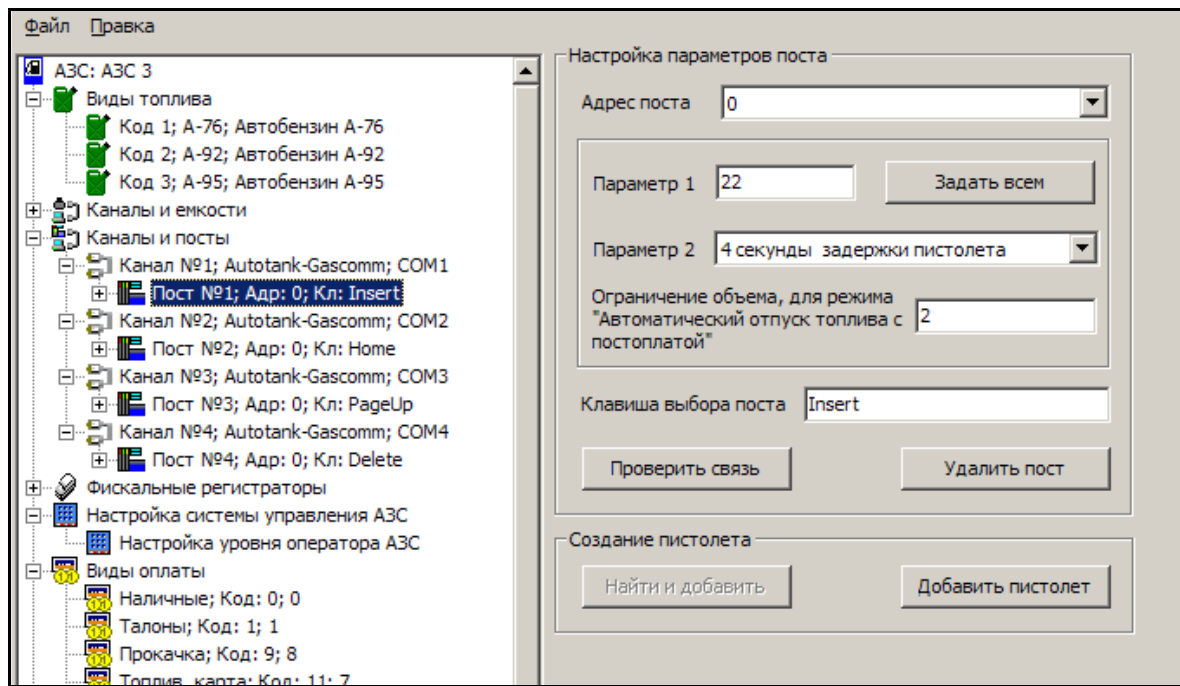 Файл Правка
АЗС: АЗС 3
Виды топлива
Код 1; А-76; Автобензин А-76
Код 2; А-92; Автобензин А-92
Код 3; А-95; Автобензин А-95
Каналы и емкости
Каналы и посты
Канал №1; Autotank-Gascomm; COM1
Пост №1; Адр: 0; Кл: Insert
Канал №2; Autotank-Gascomm; COM2
Пост №2; Адр: 0; Кл: Home
Канал №3; Autotank-Gascomm; COM3
Пост №3; Адр: 0; Кл: PageUp
Канал №4; Autotank-Gascomm; COM4
Пост №4; Адр: 0; Кл: Delete
Фискальные регистраторы
Настройка системы управления АЗС
Настройка уровня оператора АЗС
Виды оплаты
Наличные; Код: 0; 0
Талоны; Код: 1; 1
Прокачка; Код: 9; 8
Топлив. карта; Код: 11; 7
Настройка параметров поста
Адрес поста 0
Параметр 1 22 Задать всем
Параметр 2 4 секунды задержки пистолета
Ограничение объема, для режима
"Автоматический отпуск топлива с 2
постоплатой"
Клавиша выбора поста Insert
Проверить связь Удалить пост
Создание пистолета
Найти и добавить Добавить пистолет